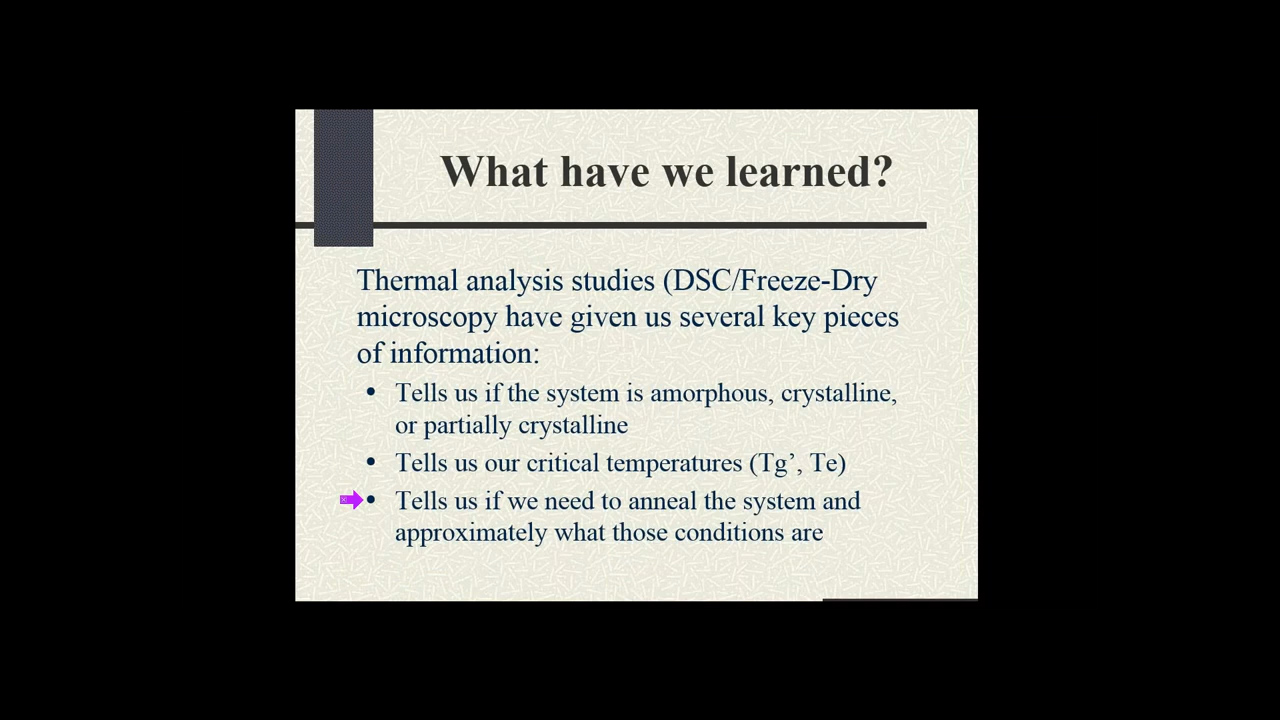 What have we learned?
Thermal analysis studies (DSC/Freeze-Dry
microscopy have given us several key pieces
of information:
• Tells us if the system is amorphous, crystalline,
or partially crystalline
• Tells us our critical temperatures (Tg’, Te)
• Tells us if we need to anneal the system and
approximately what those conditions are